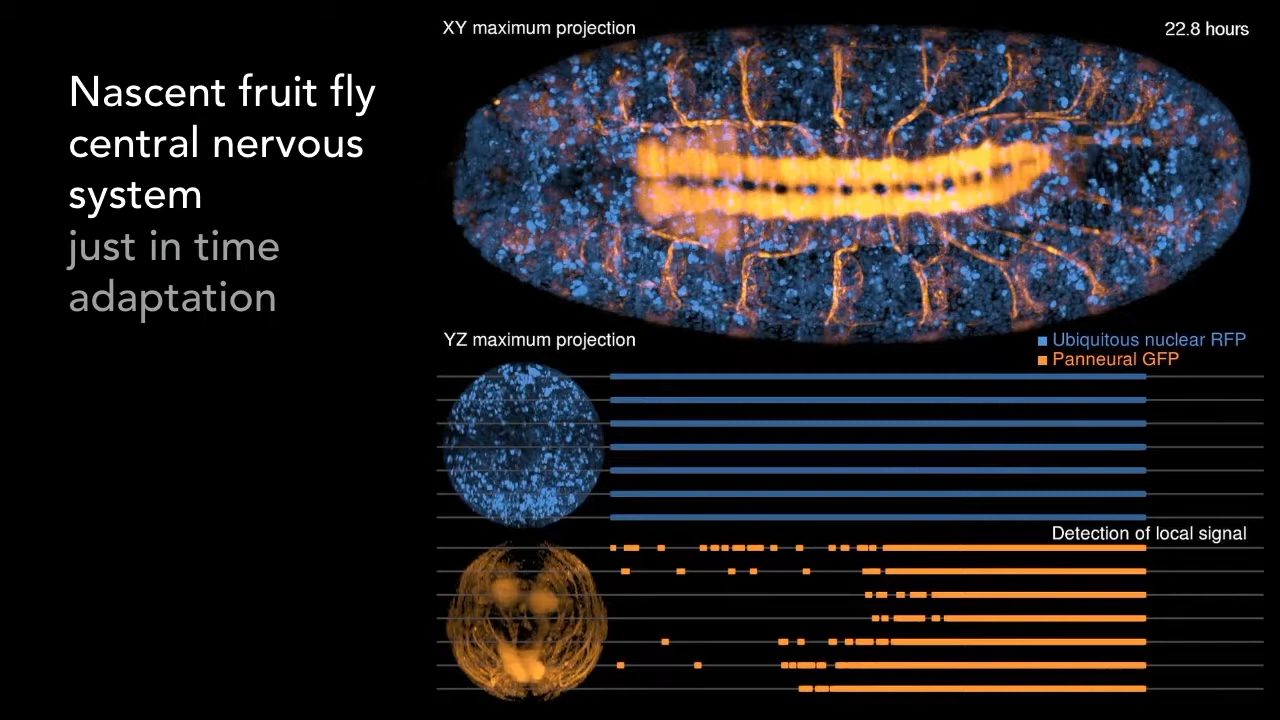 Nascent fruit fly
central nervous
system
just in time
adaptation
XY maximum projection
22.8 hours
YZ maximum projection
Ubiquitous nuclear RFP
Panneural GFP
Detection of local signal